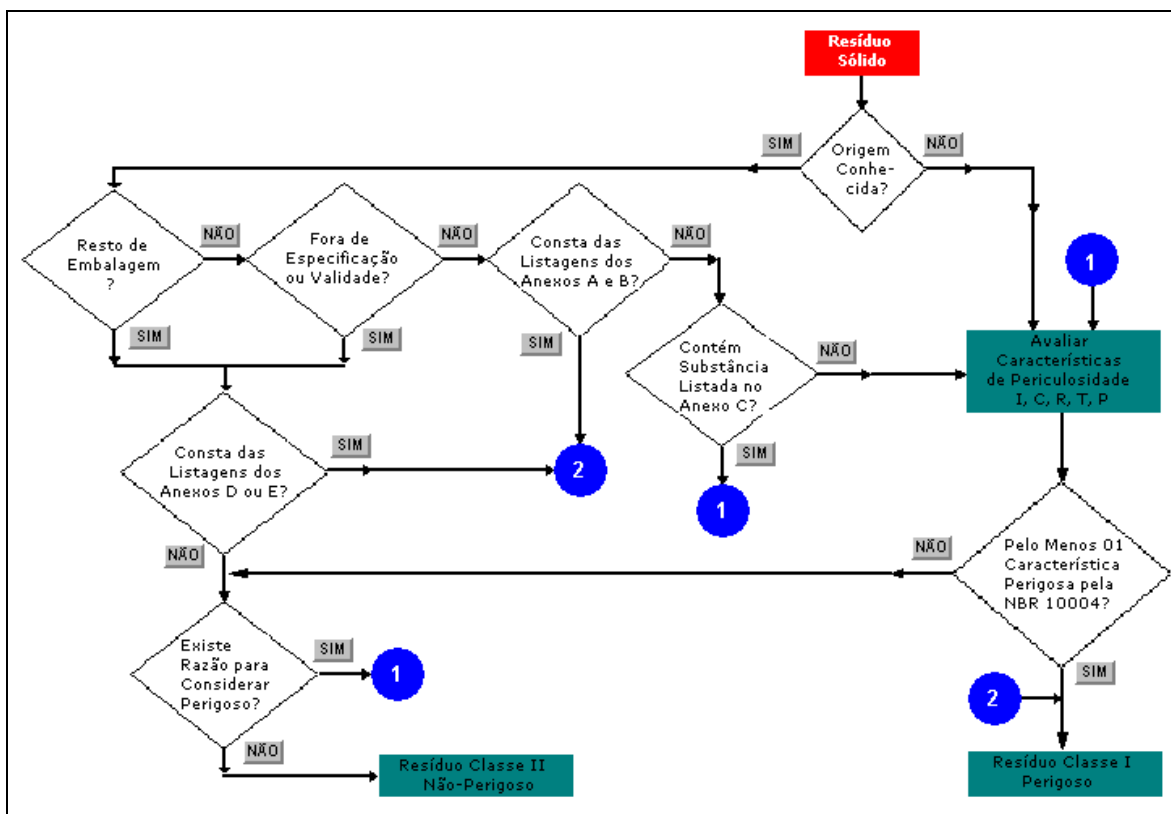 Resíduo
Sólido
SIM
NÃO
Origem
Conhe-
cida?
Resto de
Embalagem
?
NÃO
Fora de
Especificação
ou Validade?
NÃO
Consta das
Listagens dos
Anexos A e B?
NÃO
1
SIM
SIM
SIM
Contém
Substância
Listada no
Anexo C?
NÃO
Avaliar
Características
de Periculosidade
I, C, R, T, P
Consta das
Listagens dos
Anexos D ou E?
SIM
2
SIM
1
NÃO
NÃO
Pelo Menos 01
Característica
Perigosa pela
NBR 10004?
Existe
Razão para
Considerar
Perigoso?
SIM
1
SIM
2
NÃO
Resíduo Classe II
Não-Perigoso
Resíduo Classe I
Perigoso